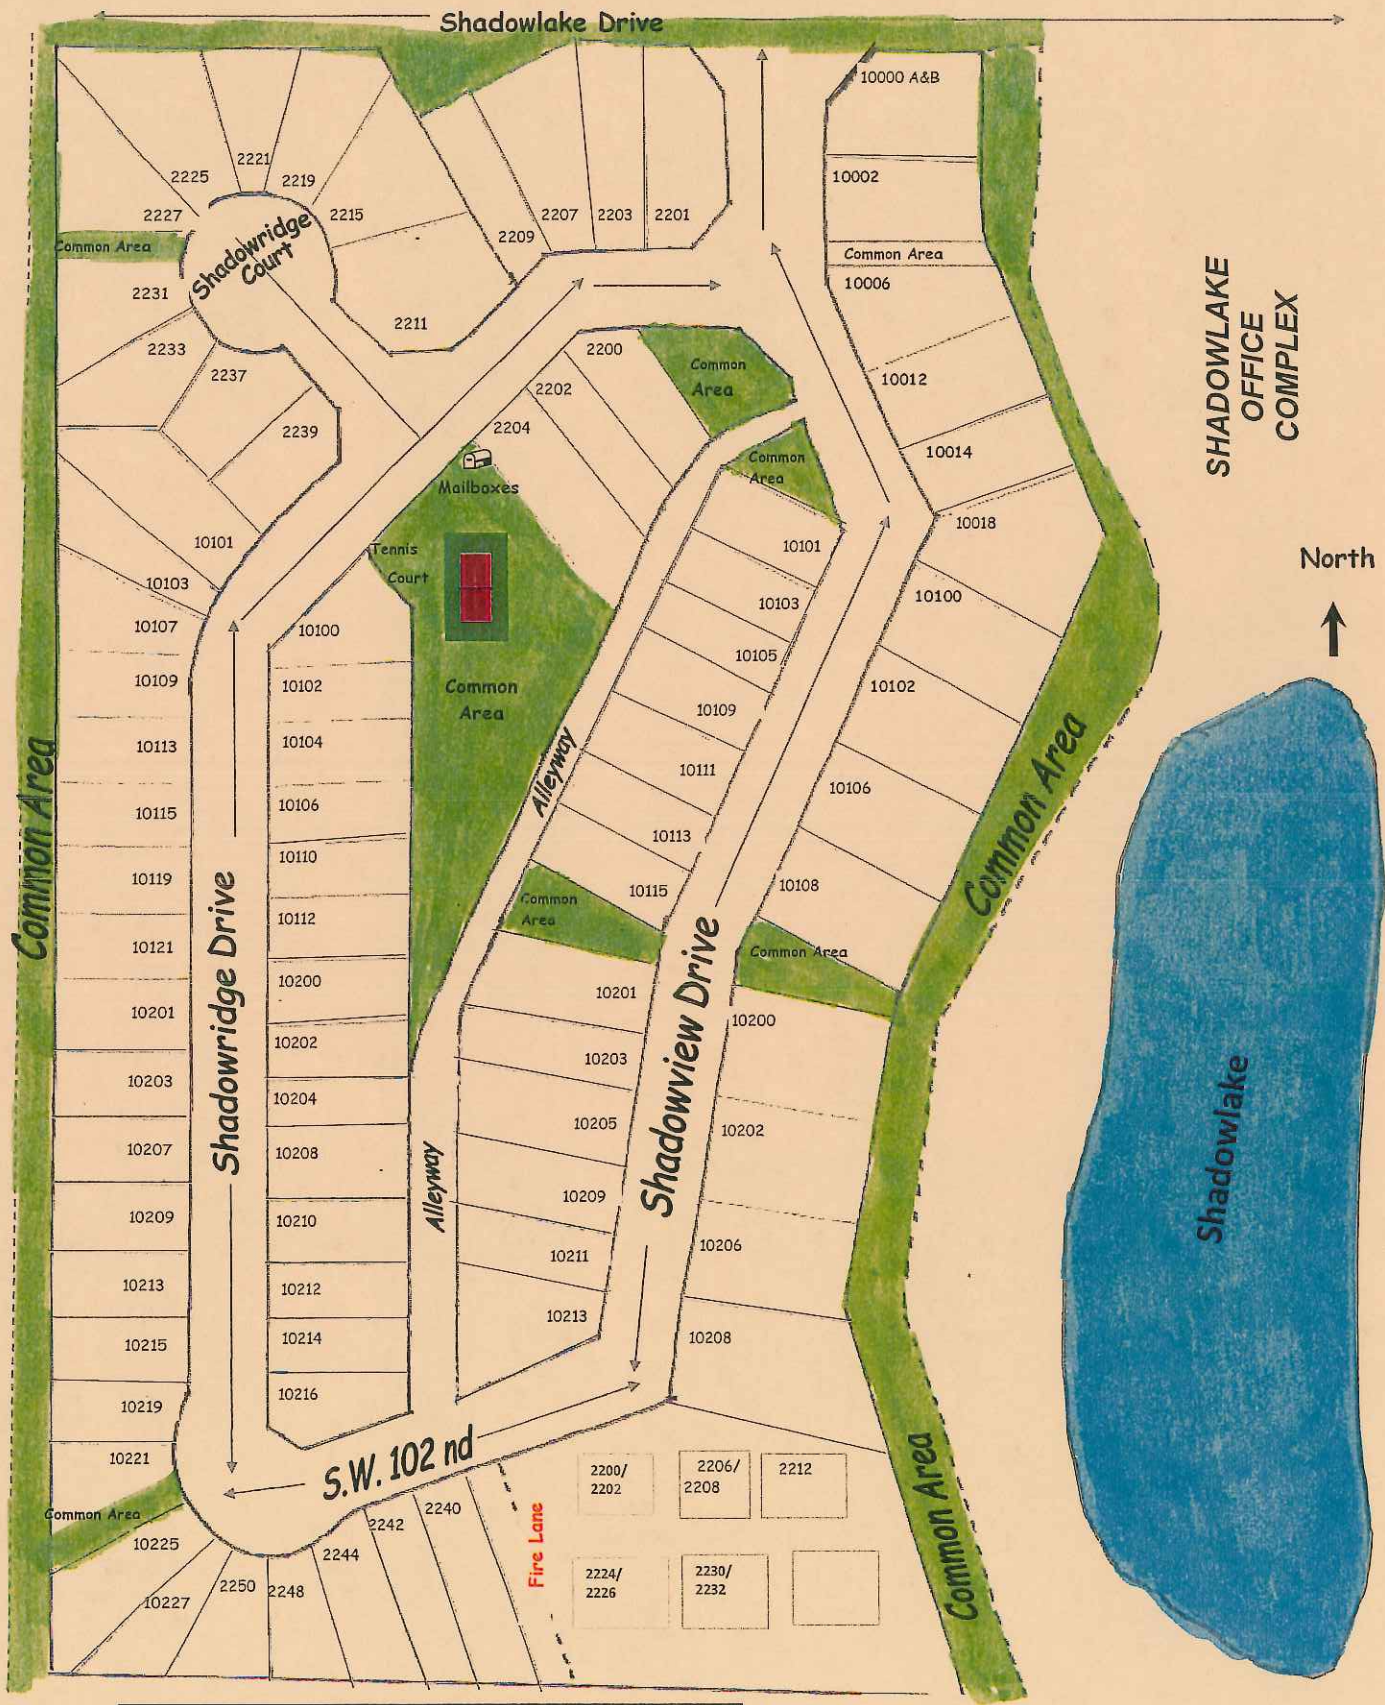 Shadowlake Drive
10000 A&B
2221
2225
2219
10002
2227
2215
2207
2203
2201
2209
Common Area
Shadowridge
Court
Common Area
10006
2231
2211
2233
2200
2237
Common
Area
2202
10012
2239
2204
10014
Common
Area
Mailboxes
10018
10101
Tennis
Court
10101
10103
10100
10103
10107
10100
10105
10109
10102
Common
Area
10102
10109
10113
10104
10111
10106
10115
10106
Alleyway
10113
10110
10119
10115
10108
10112
Common
Area
10121
Common Area
10200
10201
10201
10200
10202
10203
10203
10204
10205
10202
10207
10208
10209
10209
10210
10206
10211
10213
10212
10213
10215
10214
10208
10219
10216
10221
Common Area
Shadowridge Drive
Shadowview Drive
Alleyway
Common Area
S.W. 102 nd
2200/
2202
2206/
2208
2212
Common Area
10225
2240
2242
2244
Fire Lane
2224/
2226
2230/
2232
10227
2250
2248
Common Area
SHADOWLAKE
OFFICE
COMPLEX
North
Shadowlake